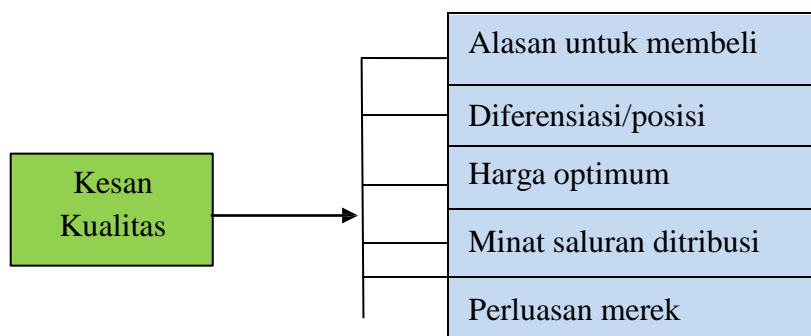 Kesan
Kualitas
Alasan untuk membeli
Diferensiasi/posisi
Harga optimum
Minat saluran ditribusi
Perluasan merek